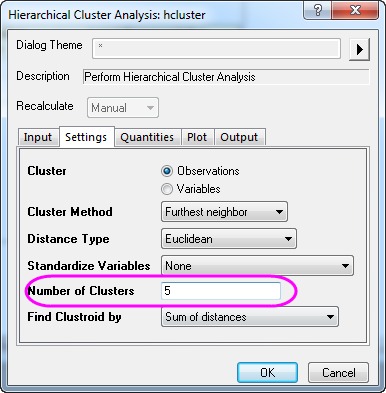 Hierarchical Cluster Analysis: hcluster
Dialog Theme *
Description Perform Hierarchical Cluster Analysis
Recalculate Manual
Input Settings Quantities Plot Output
Cluster Observations
Variables
Cluster Method Furthest neighbor
Distance Type Euclidean
Standardize Variables None
Number of Clusters 5
Find Clustroid by Sum of distances
OK Cancel